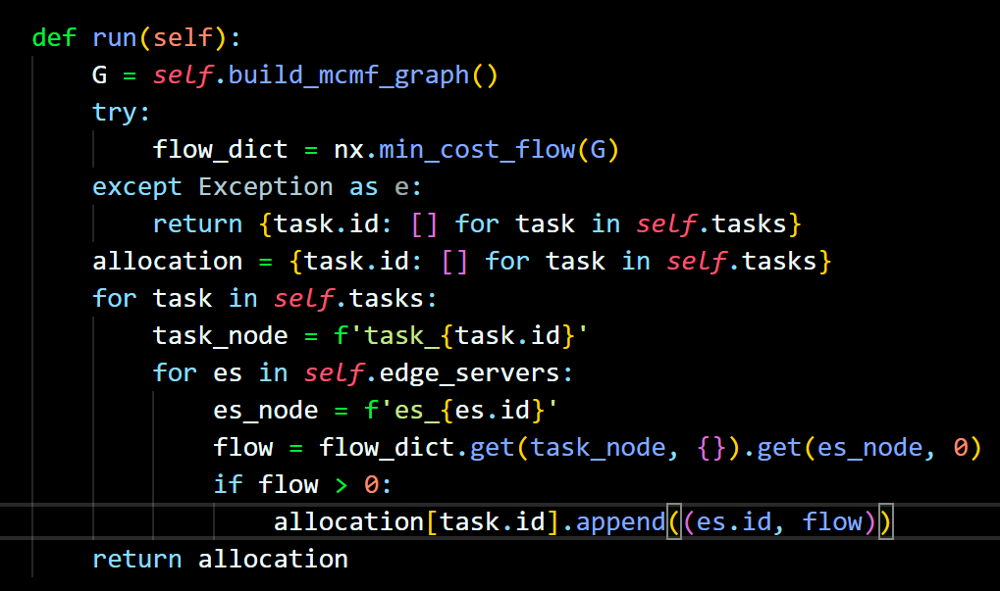 def run(self):
    G = self.build_mcmf_graph()
    try:
        flow_dict = nx.min_cost_flow(G)
    except Exception as e:
        return {task.id: [] for task in self.tasks}
    allocation = {task.id: [] for task in self.tasks}
    for task in self.tasks:
        task_node = f'task_{task.id}'
        for es in self.edge_servers:
            es_node = f'es_{es.id}'
            flow = flow_dict.get(task_node, {}).get(es_node, 0)
            if flow > 0:
                allocation[task.id].append((es.id, flow))
    return allocation